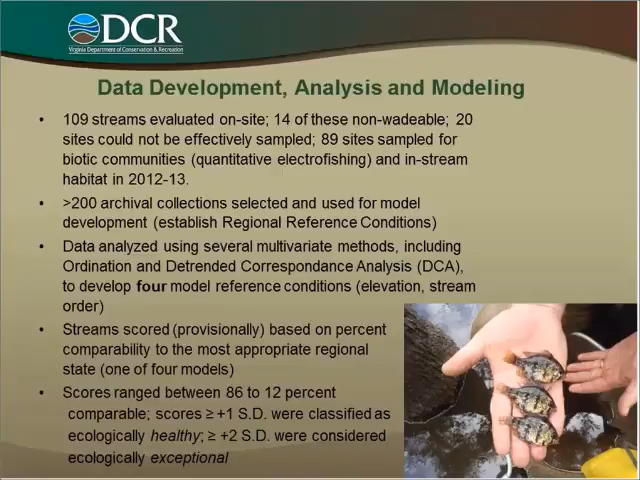 DCR
Virginia Department of Conservation & Recreation
Data Development, Analysis and Modeling
• 109 streams evaluated on-site; 14 of these non-wadeable; 20
sites could not be effectively sampled; 89 sites sampled for
biotic communities (quantitative electrofishing) and in-stream
habitat in 2012-13.
• >200 archival collections selected and used for model
development (establish Regional Reference Conditions)
• Data analyzed using several multivariate methods, including
Ordination and Detrended Correspondance Analysis (DCA),
to develop four model reference conditions (elevation, stream
order)
• Streams scored (provisionally) based on percent
comparability to the most appropriate regional
state (one of four models)
• Scores ranged between 86 to 12 percent
comparable; scores ≥ +1 S.D. were classified as
ecologically healthy; ≥ +2 S.D. were considered
ecologically exceptional